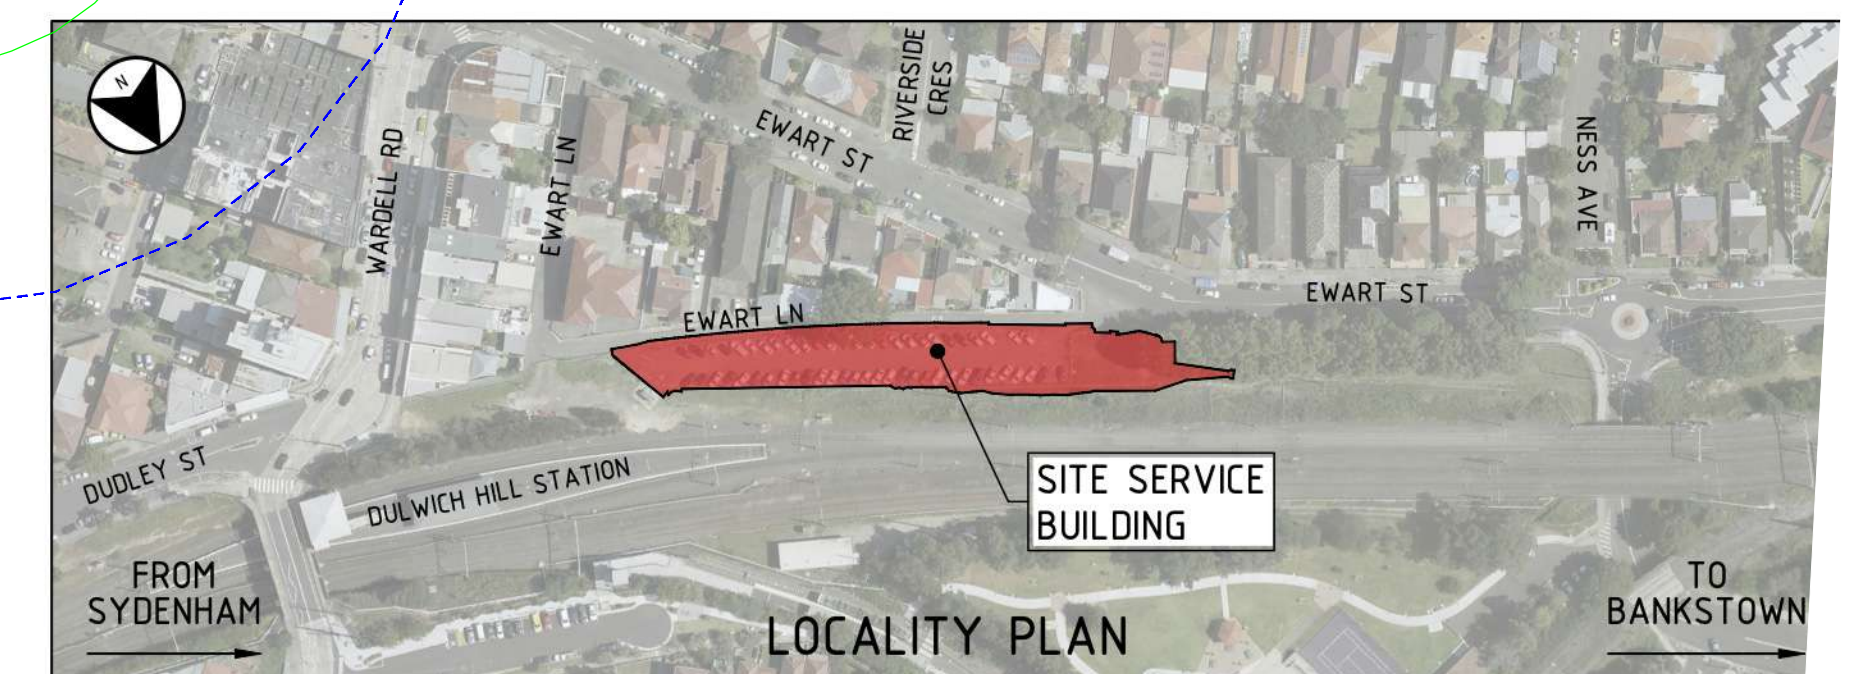 N
RIVERSIDE
CRES
EWART ST
WARDELL RD
EWART LN
NESS AVE
EWART ST
EWART LN
DUDLEY ST
DULWICH HILL STATION
SITE SERVICE
BUILDING
FROM
SYDENHAM
LOCALITY PLAN
TO
BANKSTOWN